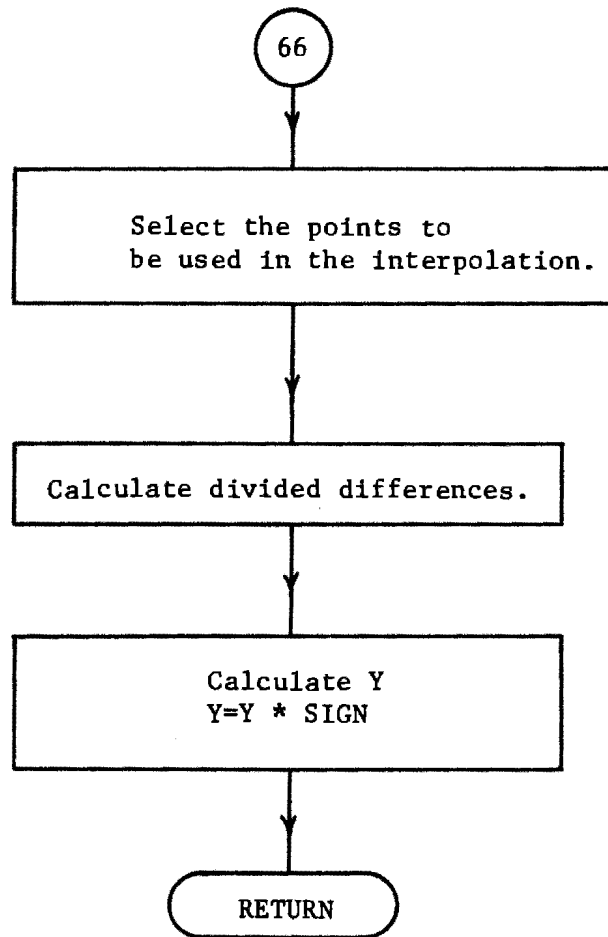 66
Select the points to
be used in the interpolation.
Calculate divided differences.
Calculate Y
Y=Y * SIGN
RETURN